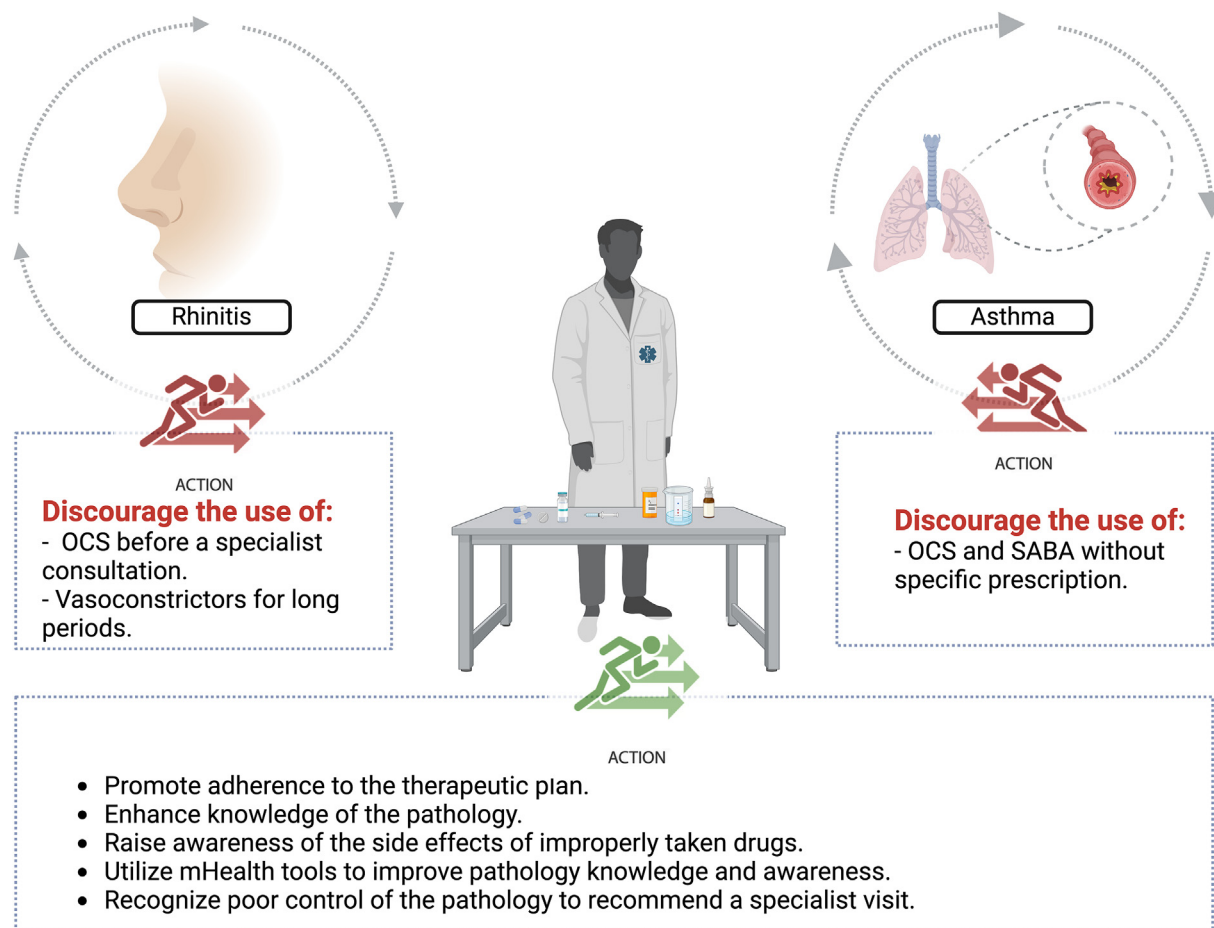 Rhinitis
Asthma
ACTION
Discourage the use of:
- OCS before a specialist
consultation.
- Vasoconstrictors for long
periods.
ACTION
Discourage the use of:
- OCS and SABA without
specific prescription.
ACTION
• Promote adherence to the therapeutic plan.
• Enhance knowledge of the pathology.
• Raise awareness of the side effects of improperly taken drugs.
• Utilize mHealth tools to improve pathology knowledge and awareness.
• Recognize poor control of the pathology to recommend a specialist visit.